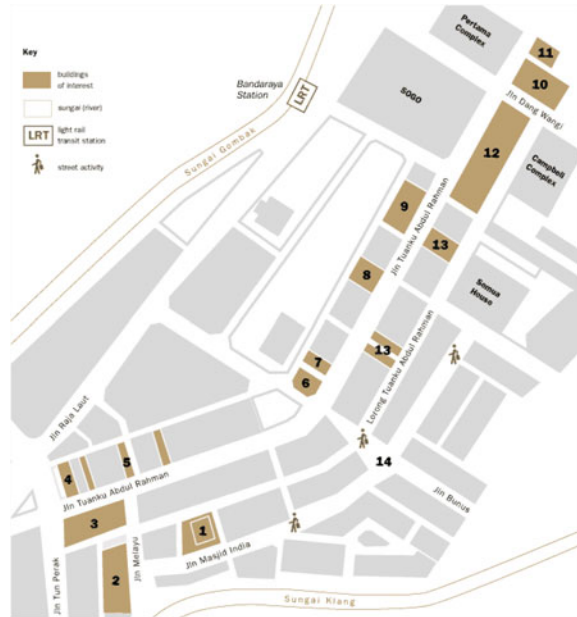 Key
buildings
of interest
sungai (river)
LRT
light rail
transit station
street activity
Bandaraya
Station
LRT
Sungai Gombak
Pertama
Complex
SOGO
11
10
Jln Dang Wangi
12
Campbell
Complex
9
Jln Tuanku Abdul Rahman
13
8
Semua
House
7
13
6
Lorong Tuanku Abdul Rahman
Jln Raja Laut
4
5
14
Jln Tuanku Abdul Rahman
Jln Bunus
3
1
Jln Masjid India
2
Jln Melayu
Jln Tun Perak
Sungai Klang